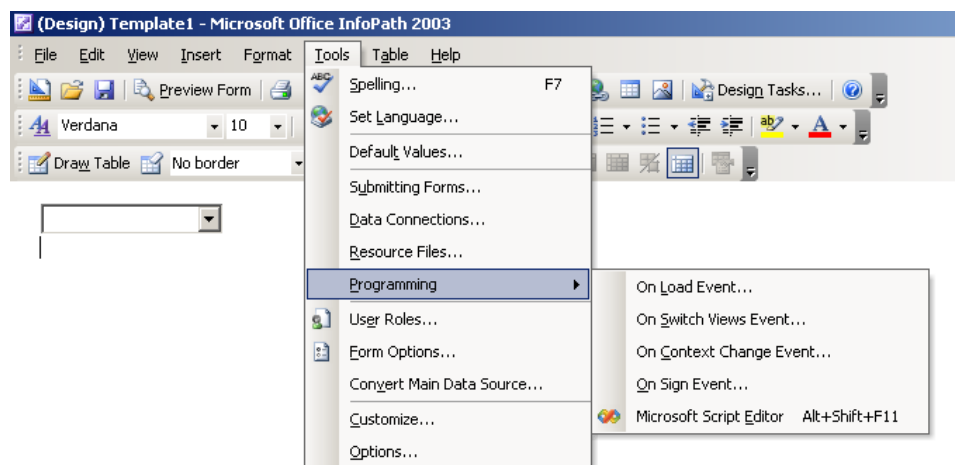 (Design) Template1 - Microsoft Office InfoPath 2003
File Edit View Insert Format Tools Table Help
Preview Form Design Tasks...
Verdana 10
Draw Table No border
ABC Spelling... F7
Set Language...
Default Values...
Submitting Forms...
Data Connections...
Resource Files...
Programming
User Roles...
Form Options...
Convert Main Data Source...
Customize...
Options...
On Load Event...
On Switch Views Event...
On Context Change Event...
On Sign Event...
Microsoft Script Editor Alt+Shift+F11